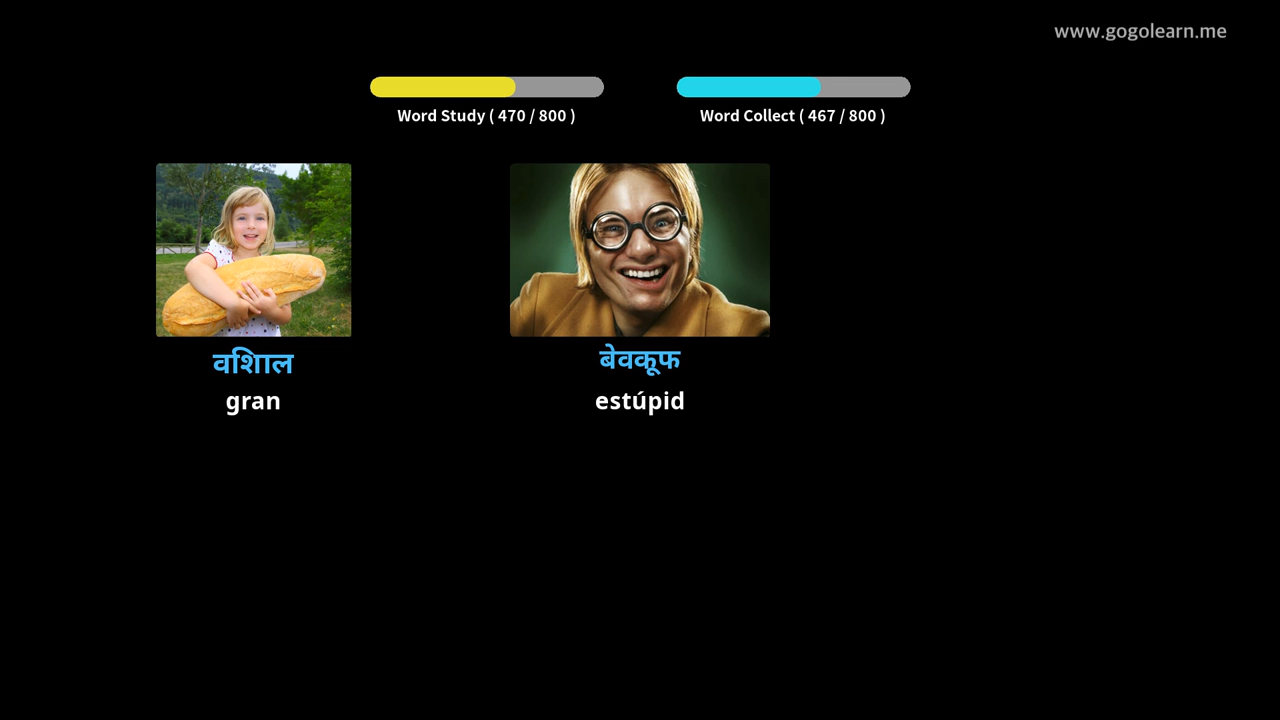 www.gogolearn.me
Word Study ( 470 / 800 )
Word Collect ( 467 / 800 )
वशिाल
gran
बेवकूफ
estúpid